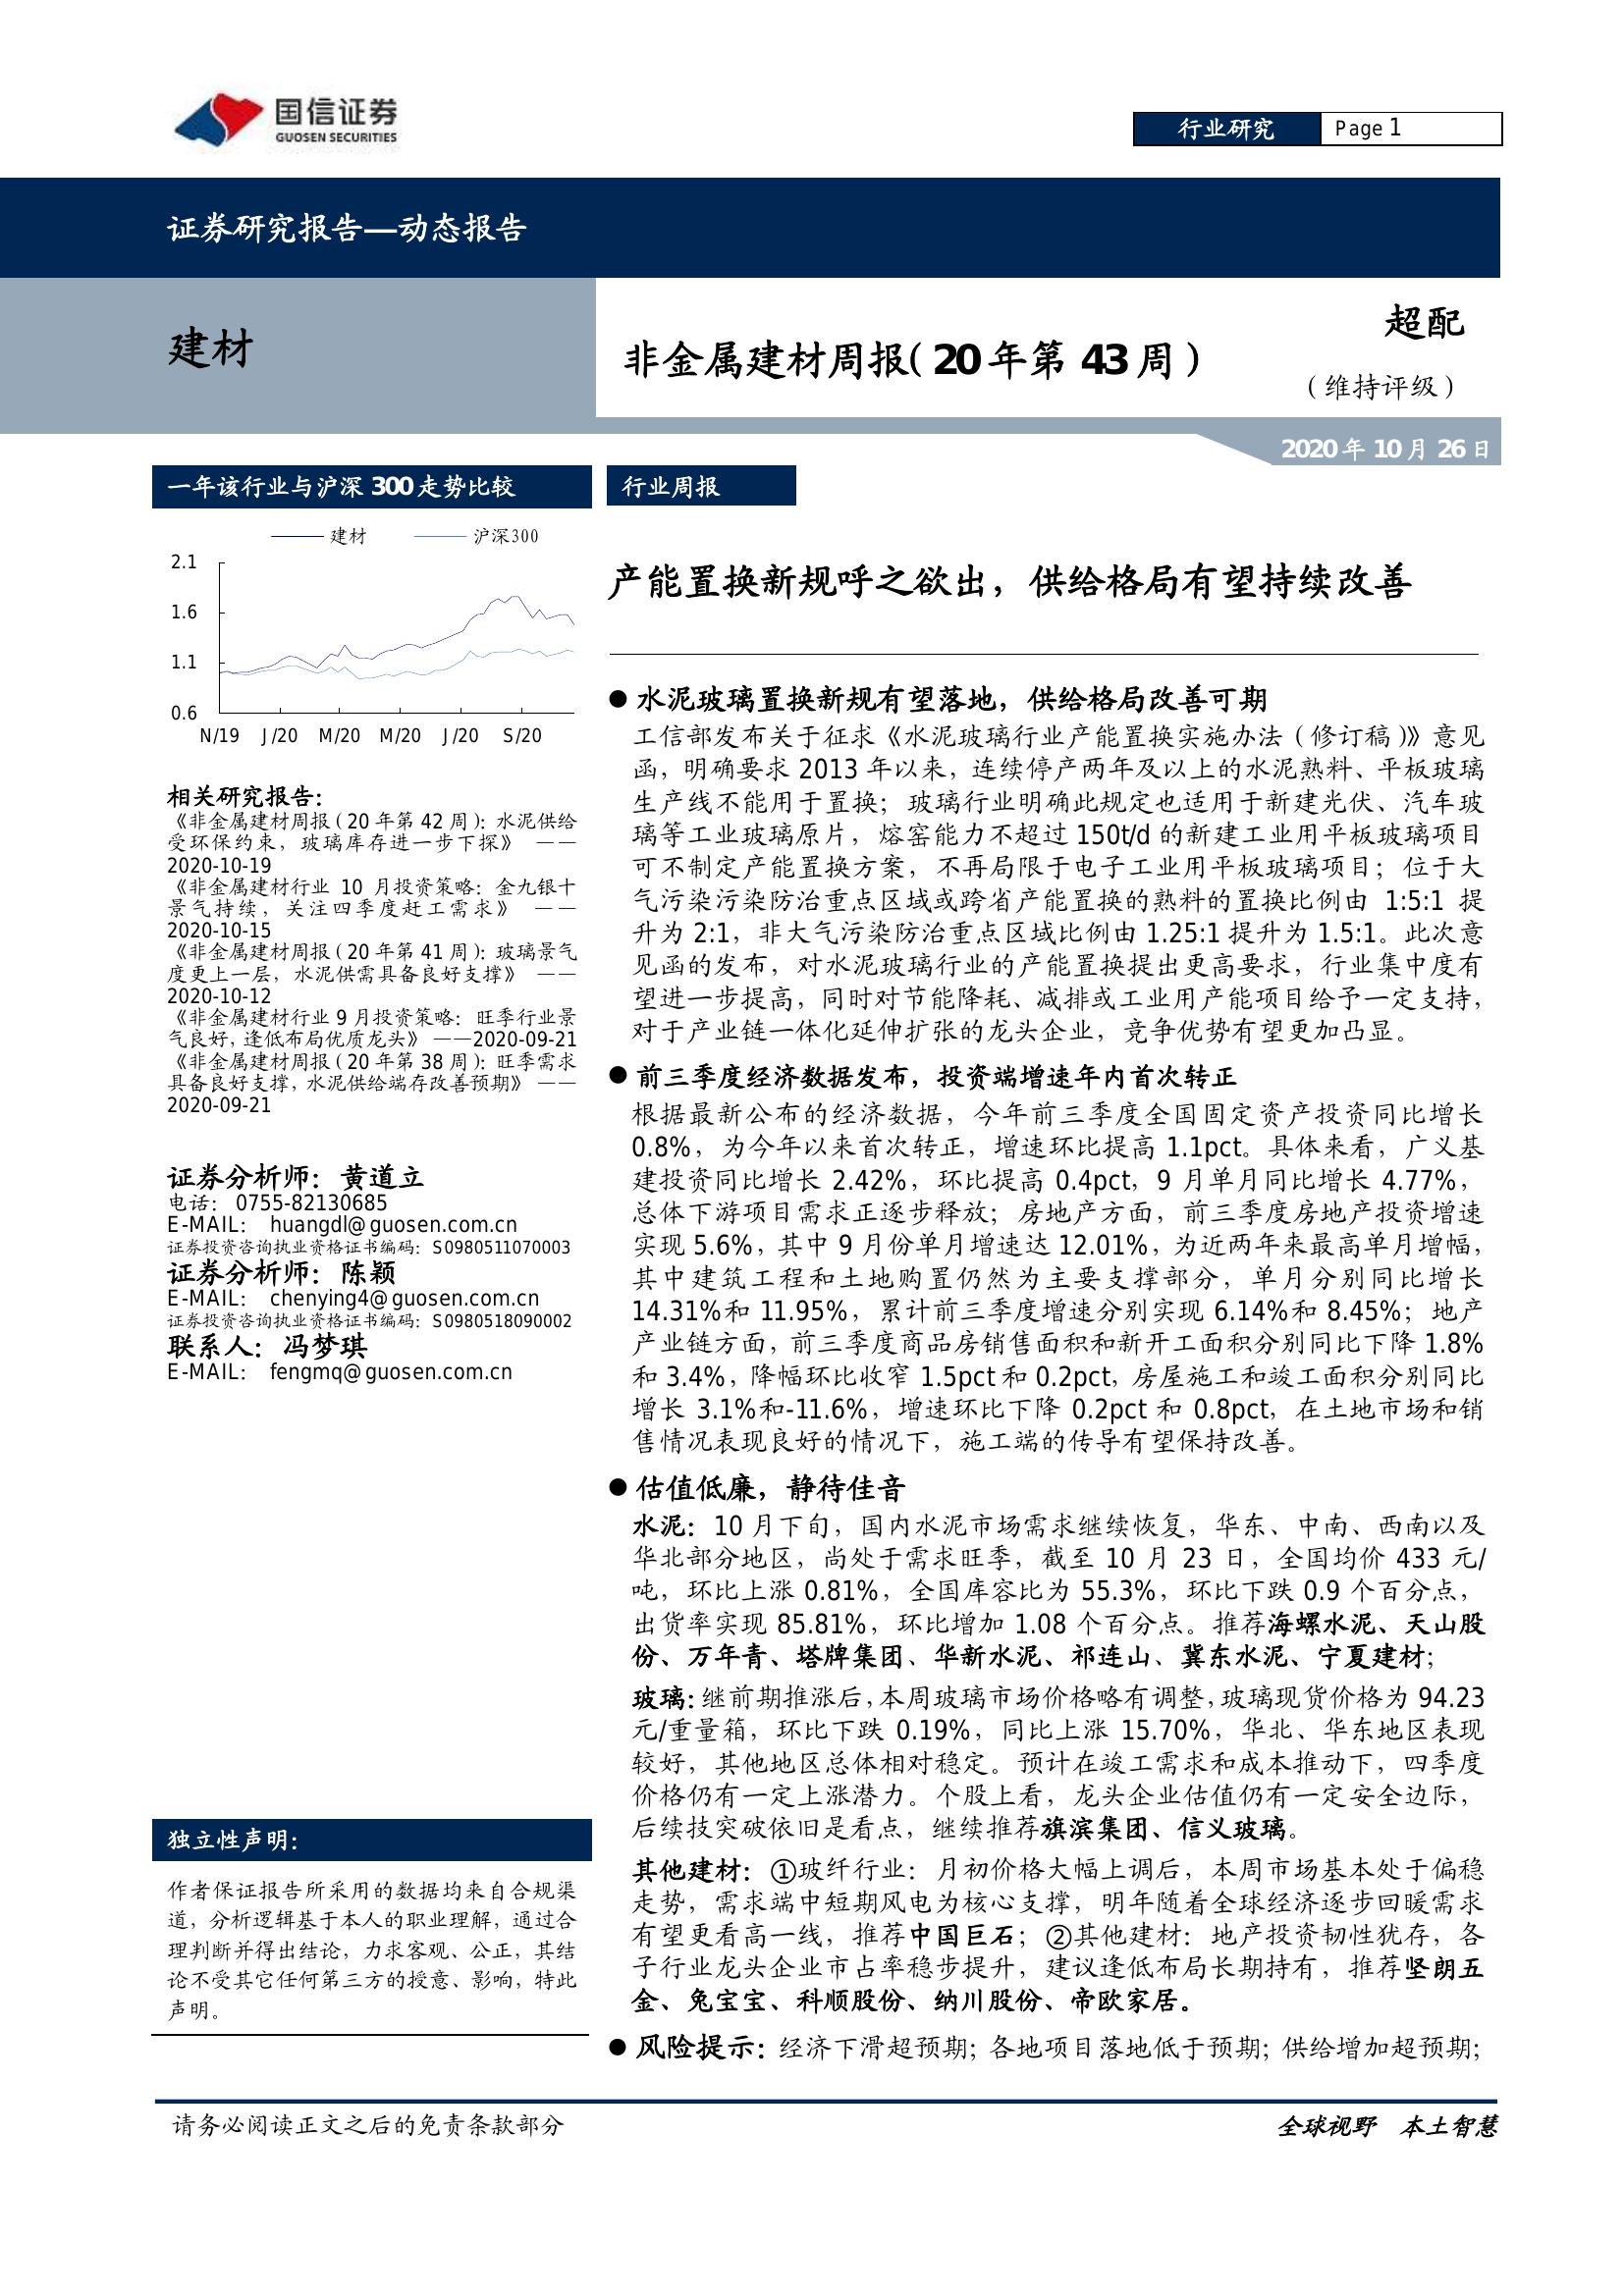 国信证券
GUOSEN SECURITIES
行业研究
Page 1
证券研究报告—动态报告
建材
非金属建材周报(20年第 43周)
超配
(维持评级)
2020年 10月 26日
一年该行业与沪深 300走势比较
建材 沪深300
2.1
1.6
1.1
0.6
N/19 J/20 M/20 M/20 J/20 S/20
相关研究报告：
《非金属建材周报(20 年第 42 周)：水泥供给
受环保约束，玻璃库存进一步下探》 ——
2020-10-19
《非金属建材行业 10 月投资策略：金九银十
景气持续，关注四季度赶工需求》 ——
2020-10-15
《非金属建材周报(20 年第 41 周)：玻璃景气
度更上一层，水泥供需具备良好支撑》 ——
2020-10-12
《非金属建材行业 9 月投资策略：旺季行业景
气良好，逢低布局优质龙头》 ——2020-09-21
《非金属建材周报(20 年第 38 周)：旺季需求
具备良好支撑，水泥供给端存改善预期》 ——
2020-09-21
证券分析师：黄道立
电话： 0755-82130685
E-MAIL： huangdl@guosen.com.cn
证券投资咨询执业资格证书编码：S0980511070003
证券分析师：陈颖
E-MAIL： chenying4@guosen.com.cn
证券投资咨询执业资格证书编码：S0980518090002
联系人：冯梦琪
E-MAIL： fengmq@guosen.com.cn
独立性声明：
作者保证报告所采用的数据均来自合规渠
道，分析逻辑基于本人的职业理解，通过合
理判断并得出结论，力求客观、公正，其结
论不受其它任何第三方的授意、影响，特此
声明。
行业周报
产能置换新规呼之欲出，供给格局有望持续改善
● 水泥玻璃置换新规有望落地，供给格局改善可期
工信部发布关于征求《水泥玻璃行业产能置换实施办法（修订稿）》意见
函，明确要求 2013 年以来，连续停产两年及以上的水泥熟料、平板玻璃
生产线不能用于置换；玻璃行业明确此规定也适用于新建光伏、汽车玻
璃等工业玻璃原片，熔窑能力不超过 150t/d 的新建工业用平板玻璃项目
可不制定产能置换方案，不再局限于电子工业用平板玻璃项目；位于大
气污染污染防治重点区域或跨省产能置换的熟料的置换比例由 1:5:1 提
升为 2:1，非大气污染防治重点区域比例由 1.25:1 提升为 1.5:1。此次意
见函的发布，对水泥玻璃行业的产能置换提出更高要求，行业集中度有
望进一步提高，同时对节能降耗、减排或工业用产能项目给予一定支持，
对于产业链一体化延伸扩张的龙头企业，竞争优势有望更加凸显。
● 前三季度经济数据发布，投资端增速年内首次转正
根据最新公布的经济数据，今年前三季度全国固定资产投资同比增长
0.8%，为今年以来首次转正，增速环比提高 1.1pct。具体来看，广义基
建投资同比增长 2.42%，环比提高 0.4pct，9 月单月同比增长 4.77%，
总体下游项目需求正逐步释放；房地产方面，前三季度房地产投资增速
实现 5.6%，其中 9 月份单月增速达 12.01%，为近两年来最高单月增幅，
其中建筑工程和土地购置仍然为主要支撑部分，单月分别同比增长
14.31%和 11.95%，累计前三季度增速分别实现 6.14%和 8.45%；地产
产业链方面，前三季度商品房销售面积和新开工面积分别同比下降 1.8%
和 3.4%，降幅环比收窄 1.5pct 和 0.2pct，房屋施工和竣工面积分别同比
增长 3.1%和-11.6%，增速环比下降 0.2pct 和 0.8pct，在土地市场和销
售情况表现良好的情况下，施工端的传导有望保持改善。
● 估值低廉，静待佳音
水泥：10 月下旬，国内水泥市场需求继续恢复，华东、中南、西南以及
华北部分地区，尚处于需求旺季，截至 10 月 23 日，全国均价 433 元/
吨，环比上涨 0.81%，全国库容比为 55.3%，环比下跌 0.9 个百分点，
出货率实现 85.81%，环比增加 1.08 个百分点。推荐海螺水泥、天山股
份、万年青、塔牌集团、华新水泥、祁连山、冀东水泥、宁夏建材；
玻璃：继前期推涨后，本周玻璃市场价格略有调整，玻璃现货价格为 94.23
元/重量箱，环比下跌 0.19%，同比上涨 15.70%，华北、华东地区表现
较好，其他地区总体相对稳定。预计在竣工需求和成本推动下，四季度
价格仍有一定上涨潜力。个股上看，龙头企业估值仍有一定安全边际，
后续技突破依旧是看点，继续推荐旗滨集团、信义玻璃。
其他建材：①玻纤行业：月初价格大幅上调后，本周市场基本处于偏稳
走势，需求端中短期风电为核心支撑，明年随着全球经济逐步回暖需求
有望更看高一线，推荐中国巨石；②其他建材：地产投资韧性犹存，各
子行业龙头企业市占率稳步提升，建议逢低布局长期持有，推荐坚朗五
金、兔宝宝、科顺股份、纳川股份、帝欧家居。
● 风险提示：经济下滑超预期；各地项目落地低于预期；供给增加超预期；
请务必阅读正文之后的免责条款部分
全球视野 本土智慧